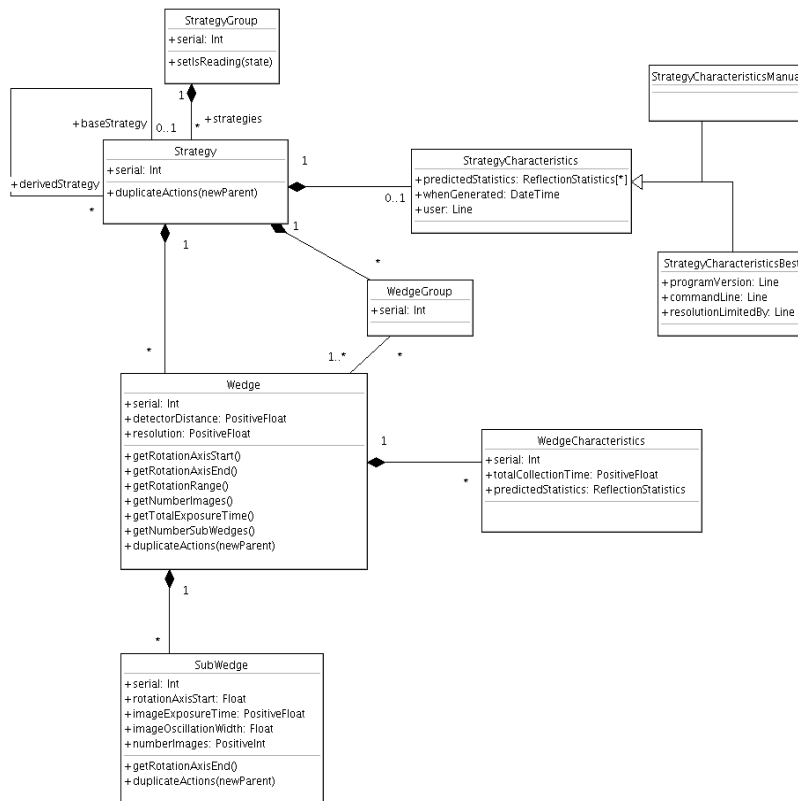 StrategyGroup
+serial: Int
+setIsReading(state)
1
* +strategies
+baseStrategy
0..1
+derivedStrategy
*
Strategy
+serial: Int
+duplicateActions(newParent)
1
0..1
StrategyCharacteristics
+predictedStatistics: ReflectionStatistics[*]
+whenGenerated: DateTime
+user: Line
StrategyCharacteristicsManua
StrategyCharacteristicsBest
+programVersion: Line
+commandLine: Line
+resolutionLimitedBy: Line
1
1
*
*
WedgeGroup
+serial: Int
1..*
*
Wedge
+serial: Int
+detectorDistance: PositiveFloat
+resolution: PositiveFloat
+getRotationAxisStart()
+getRotationAxisEnd()
+getRotationRange()
+getNumberImages()
+getTotalExposureTime()
+getNumberSubWedges()
+duplicateActions(newParent)
1
*
WedgeCharacteristics
+serial: Int
+totalCollectionTime: PositiveFloat
+predictedStatistics: ReflectionStatistics
1
*
SubWedge
+serial: Int
+rotationAxisStart: Float
+imageExposureTime: PositiveFloat
+imageOscillationWidth: Float
+numberImages: PositiveInt
+getRotationAxisEnd()
+duplicateActions(newParent)